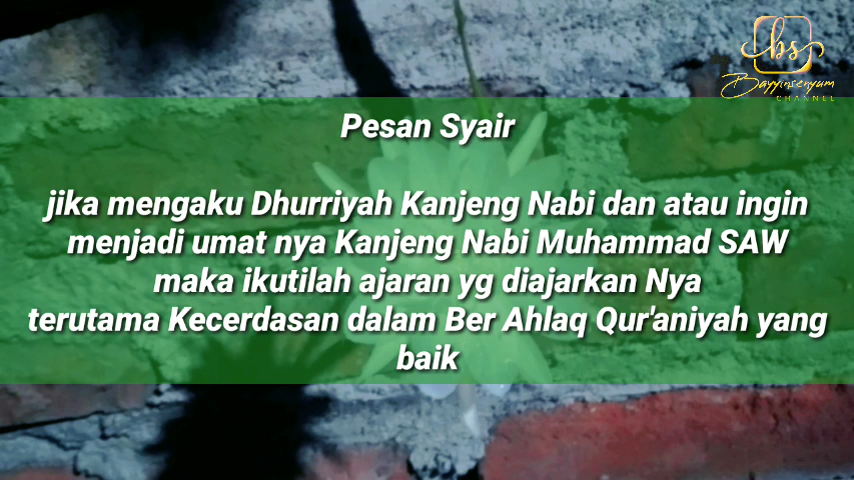 bs
Bayyinsenyum
CHANNEL
Pesan Syair
jika mengaku Dhurriyah Kanjeng Nabi dan atau ingin
menjadi umat nya Kanjeng Nabi Muhammad SAW
maka ikutilah ajaran yg diajarkan Nya
terutama Kecerdasan dalam Ber Ahlaq Qur'aniyah yang
baik